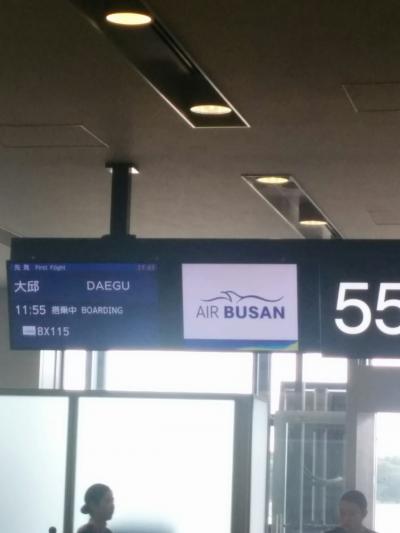 先発 First Flight
大邱 DAEGU
11:55 搭乗中 BOARDING
BX115
AIR BUSAN
55